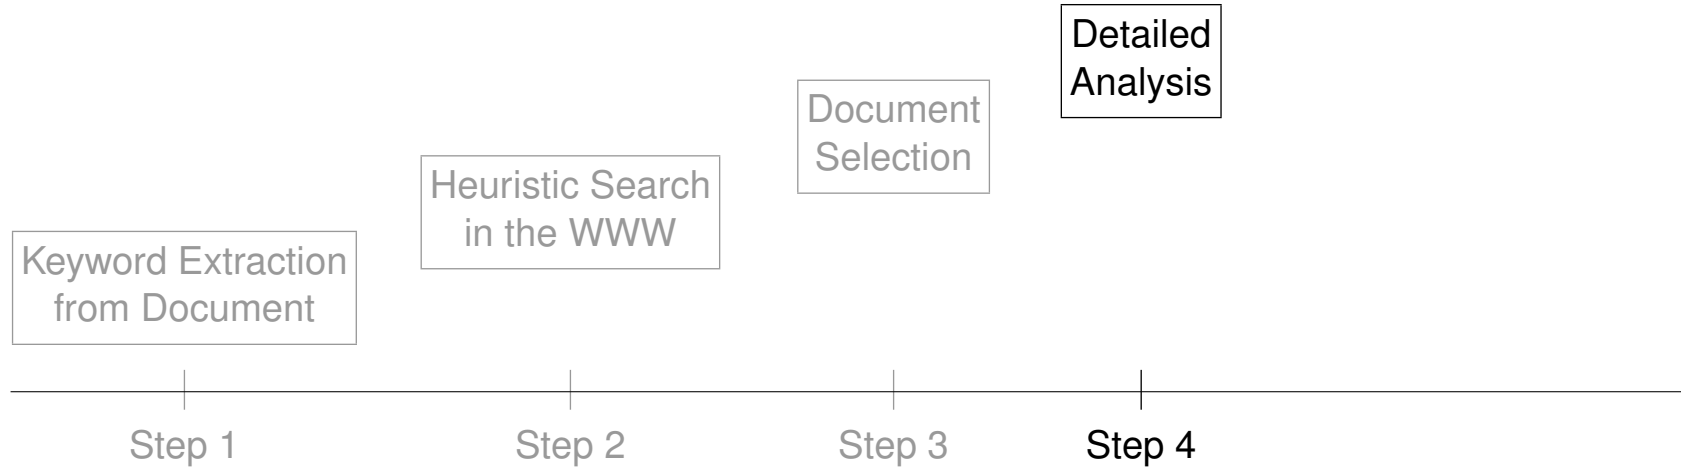 Detailed
Analysis
Document
Selection
Heuristic Search
in the WWW
Keyword Extraction
from Document
Step 1
Step 2
Step 3
Step 4